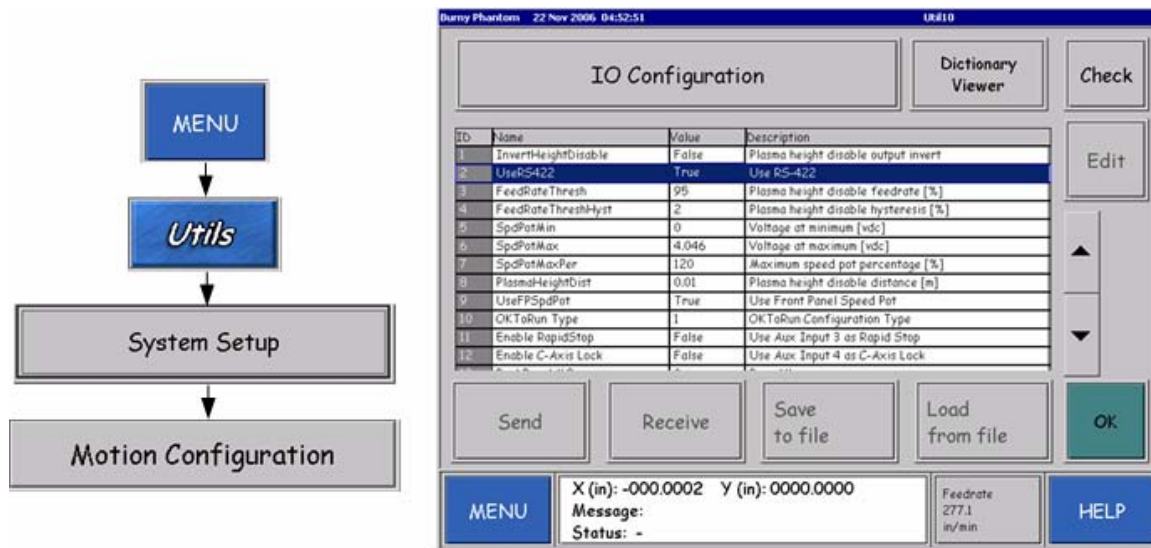 MENU
Utils
System Setup
Motion Configuration
Burny Phantom 22 Nov 2006 04:52:51 Util10
IO Configuration
Dictionary
Viewer
Check
ID Name Value Description
1 InvertHeightDisable False Plasma height disable output invert
2 UseRS422 True Use RS-422
3 FeedRateThresh 95 Plasma height disable feedrate [%]
4 FeedRateThreshHyst 2 Plasma height disable hysteresis [%]
5 SpdPotMin 0 Voltage at minimum [vdc]
6 SpdPotMax 4.046 Voltage at maximum [vdc]
7 SpdPotMaxPer 120 Maximum speed pot percentage [%]
8 PlasmaHeightDist 0.01 Plasma height disable distance [m]
9 UseFPSpdPot True Use Front Panel Speed Pot
10 OKToRun Type 1 OKToRun Configuration Type
11 Enable RapidStop False Use Aux Input 3 as Rapid Stop
12 Enable C-Axis Lock False Use Aux Input 4 as C-Axis Lock
Edit
Send
Receive
Save
to file
Load
from file
OK
MENU
X (in): -000.0002 Y (in): 0000.0000
Message:
Status: -
Feedrate
277.1
in/min
HELP